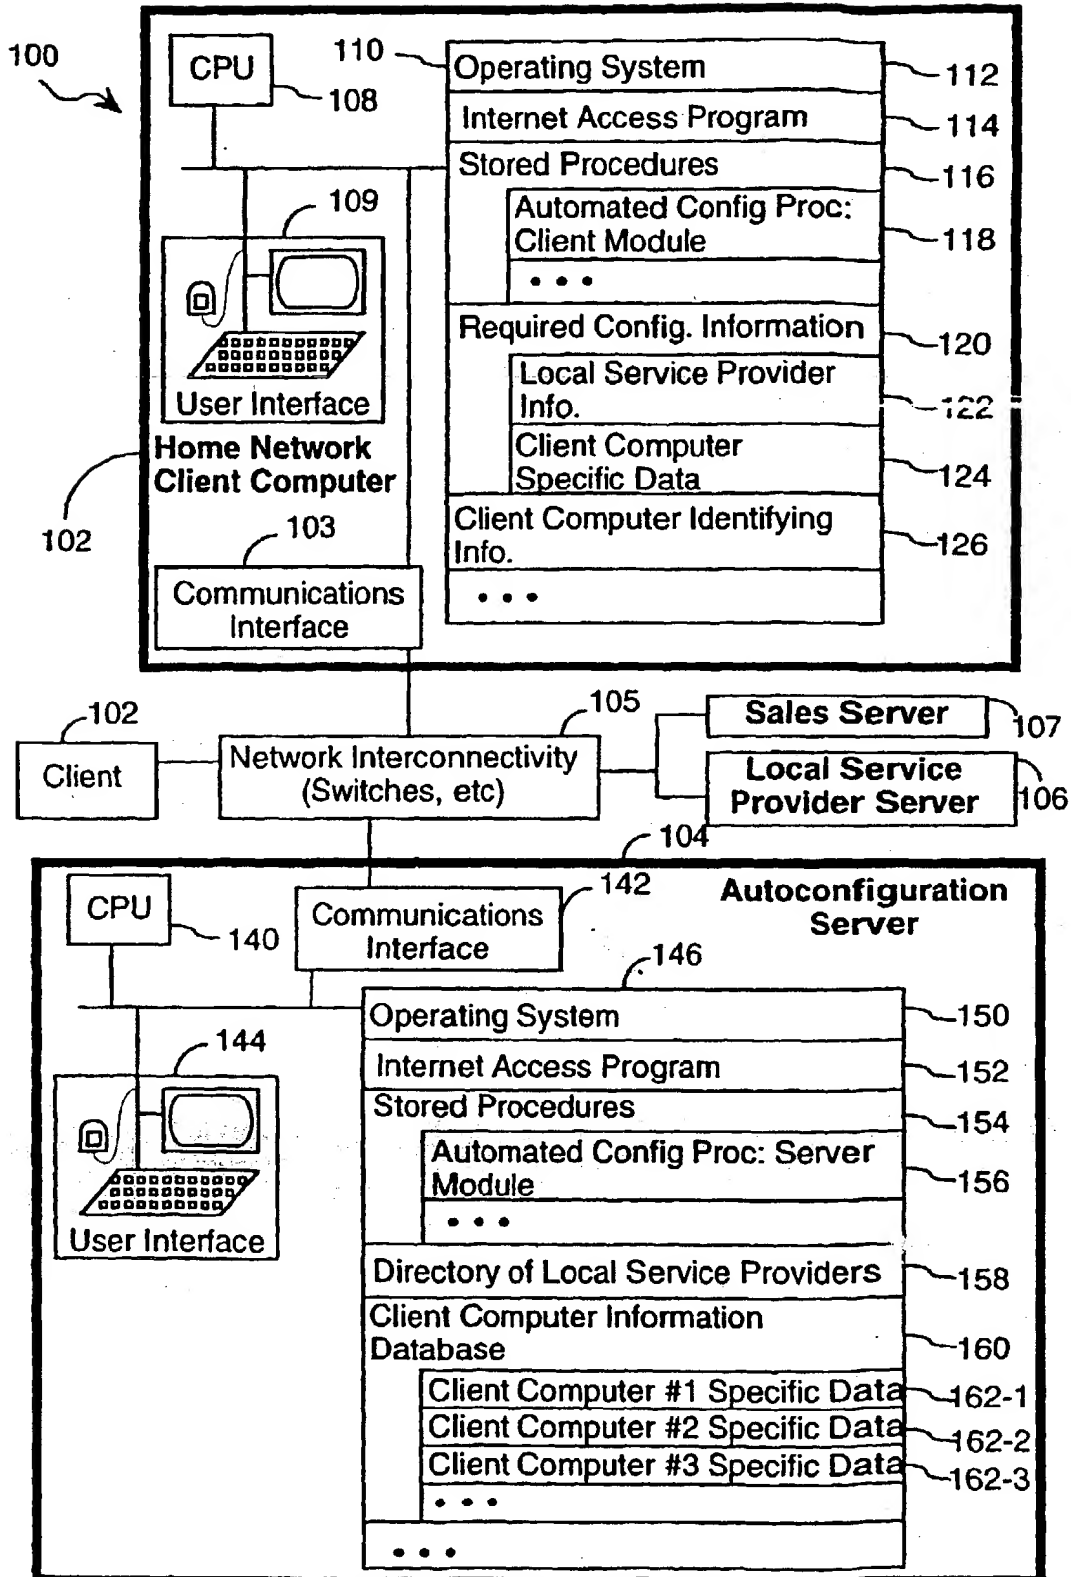 100
CPU
108
110
Operating System
112
Internet Access Program
114
Stored Procedures
116
Automated Config Proc:
Client Module
118
• • •
109
User Interface
Required Config. Information
120
Local Service Provider
Info.
122
Client Computer
Specific Data
124
Home Network
Client Computer
102
Client Computer Identifying
Info.
126
• • •
103
Communications
Interface
102
Client
105
Network Interconnectivity
(Switches, etc)
Sales Server
107
Local Service
Provider Server
106
104
Autoconfiguration
Server
CPU
140
142
Communications
Interface
146
Operating System
150
Internet Access Program
152
Stored Procedures
154
Automated Config Proc: Server
Module
156
• • •
144
User Interface
Directory of Local Service Providers
158
Client Computer Information
Database
160
Client Computer #1 Specific Data
162-1
Client Computer #2 Specific Data
162-2
Client Computer #3 Specific Data
162-3
• • •
• • •